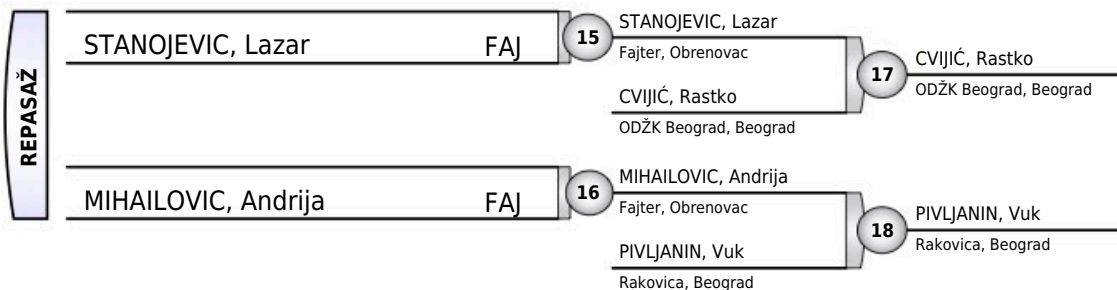 REPASAŽ
STANOJEVIC, Lazar FAJ
15
STANOJEVIC, Lazar
Fajter, Obrenovac
CVIJIĆ, Rastko
ODŽK Beograd, Beograd
17
CVIJIĆ, Rastko
ODŽK Beograd, Beograd
MIHAILOVIC, Andrija FAJ
16
MIHAILOVIC, Andrija
Fajter, Obrenovac
PIVLJANIN, Vuk
Rakovica, Beograd
18
PIVLJANIN, Vuk
Rakovica, Beograd